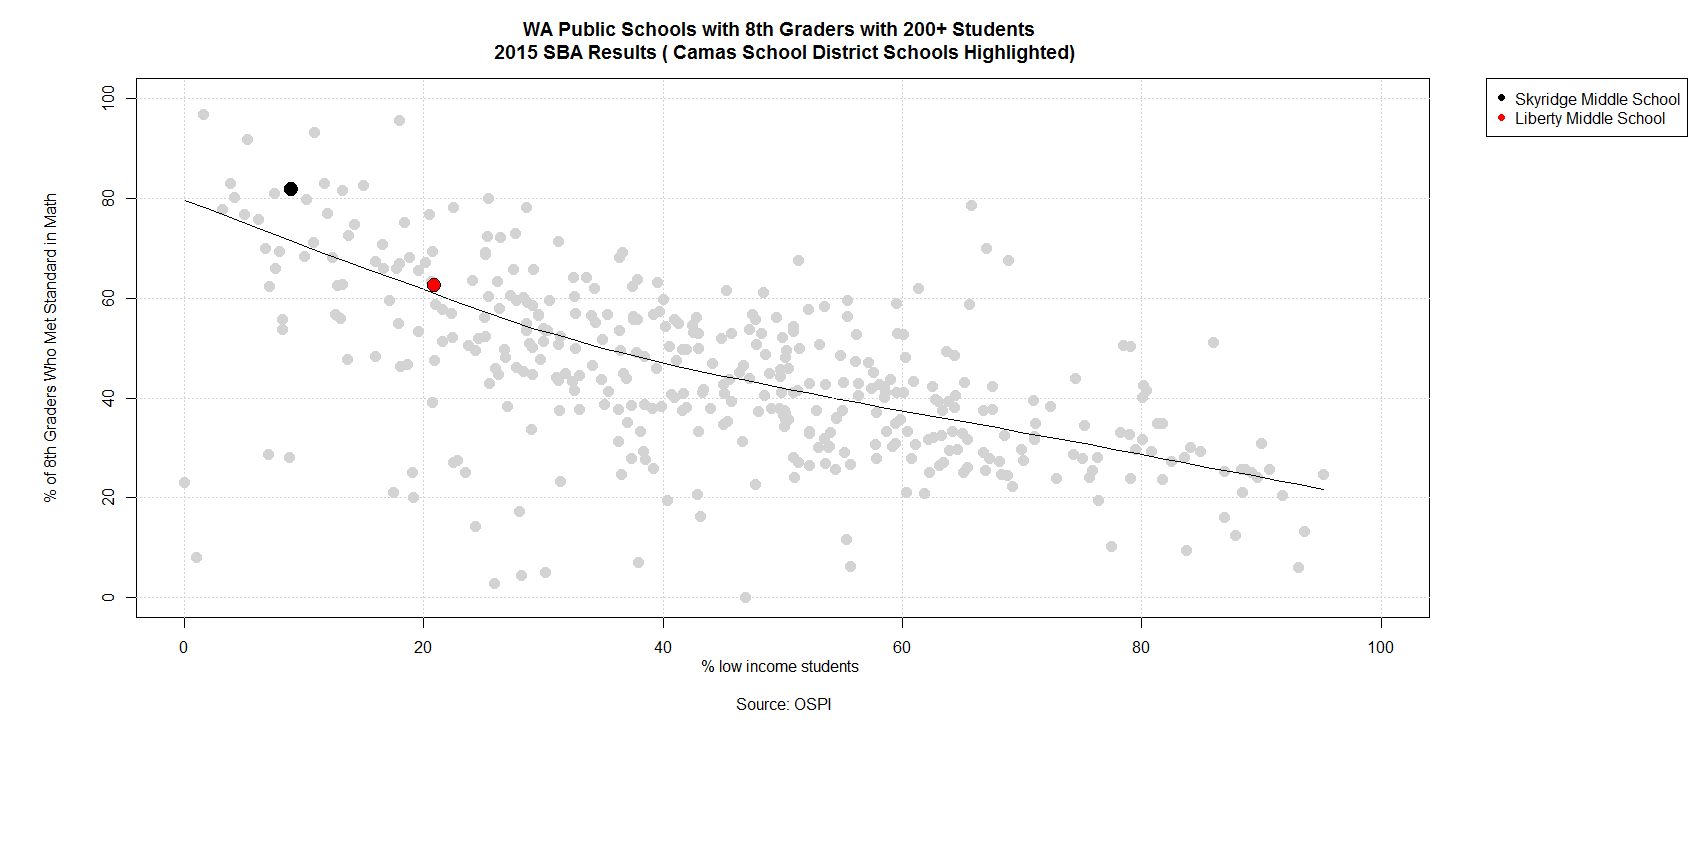 WA Public Schools with 8th Graders with 200+ Students
2015 SBA Results ( Camas School District Schools Highlighted)
Skyridge Middle School
Liberty Middle School
% of 8th Graders Who Met Standard in Math
100
80
60
40
20
0
0 20 40 60 80 100
% low income students
Source: OSPI